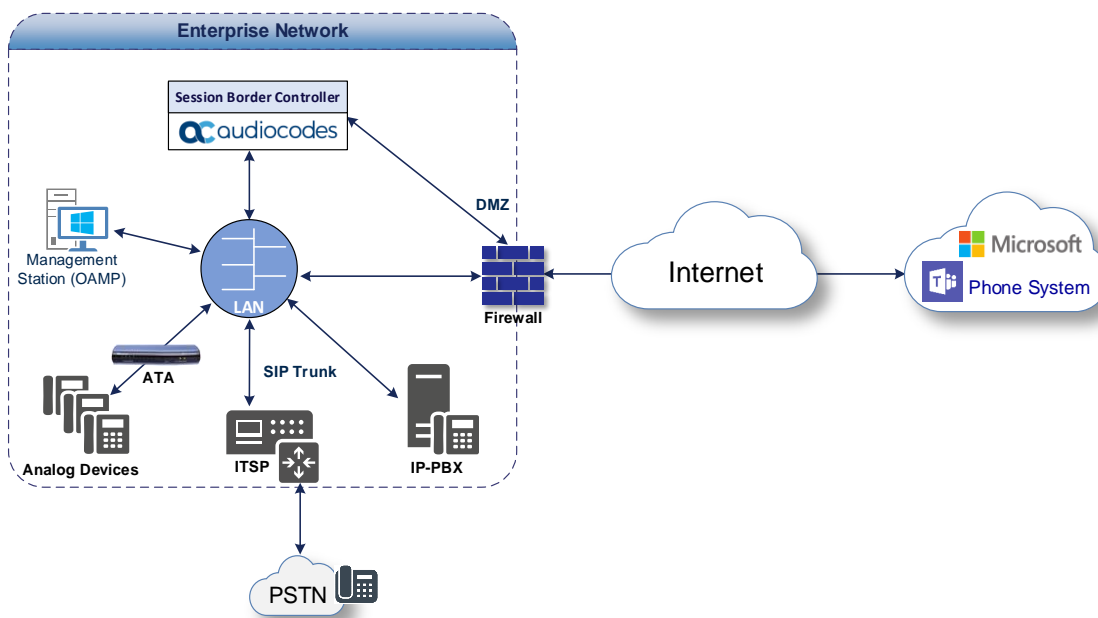 Enterprise Network
Session Border Controller
audiocodes
DMZ
Management
Station (OAMP)
LAN
Firewall
Internet
Microsoft
T
Phone System
ATA
SIP Trunk
Analog Devices
ITSP
IP-PBX
PSTN